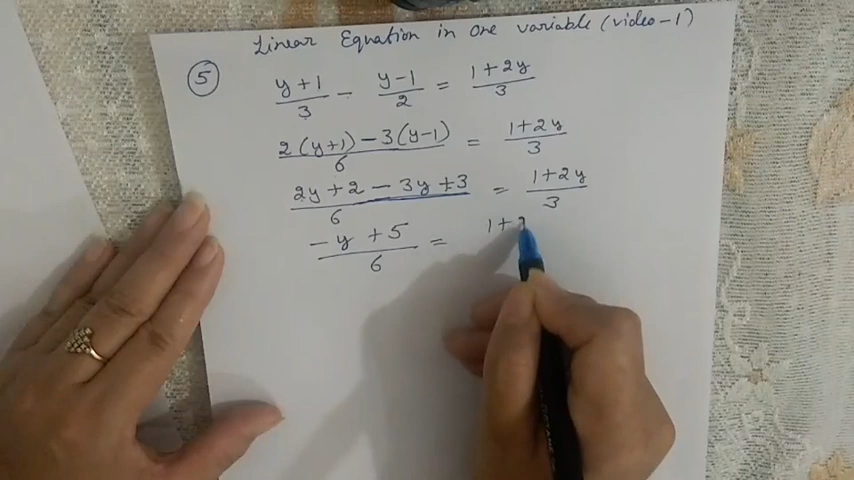 Linear Equation in one variable (video-1)
5 (y+1)/3 - (y-1)/2 = (1+2y)/3
(2(y+1) - 3(y-1))/6 = (1+2y)/3
(2y+2-3y+3)/6 = (1+2y)/3
(-y+5)/6 = 1+2